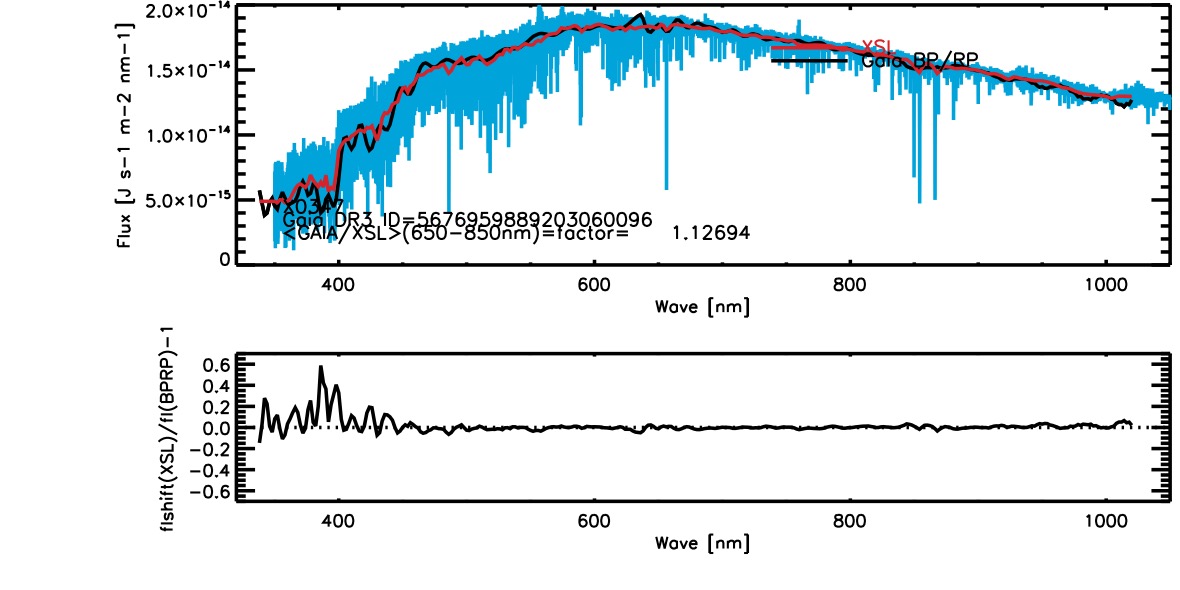 2.0×10−14
1.5×10−14
1.0×10−14
5.0×10−15
0
Flux [J s−1 m−2 nm−1]
XSL
Gaia BP/RP
X0347
Gaia DR3 ID=5676959889203060096
<GAIA/XSL>(650−850nm)=factor= 1.12694
400 600 800 1000
Wave [nm]
flshift(XSL)/fl(BPRP)−1
0.6
0.4
0.2
0.0
−0.2
−0.4
−0.6
400 600 800 1000
Wave [nm]